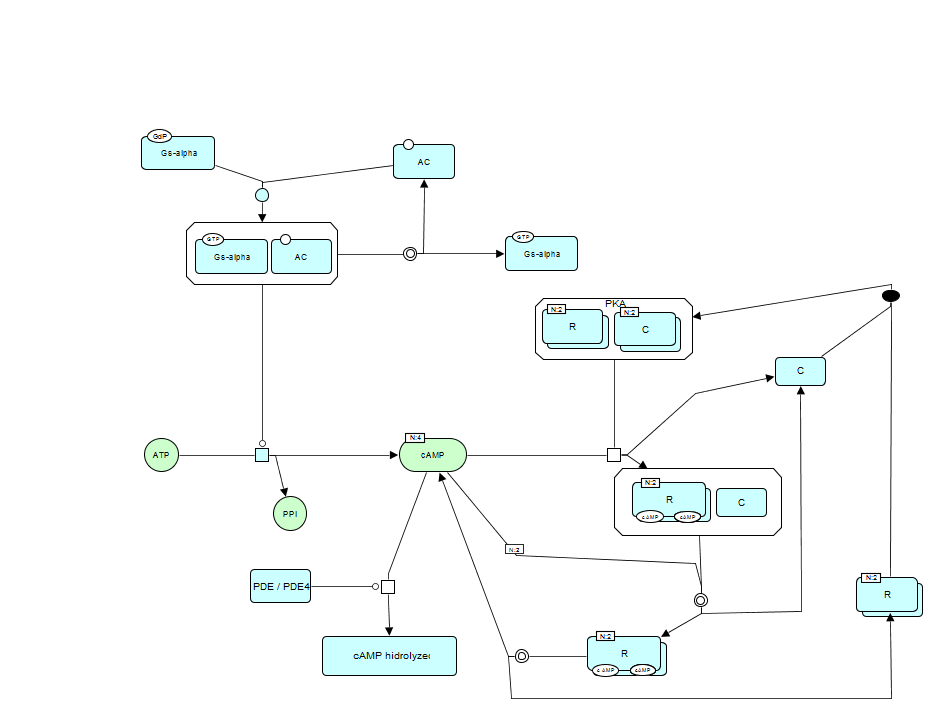 GdP
Gs-alpha
AC
GTP
Gs-alpha
AC
GTP
Gs-alpha
PKA
N:2
R
N:2
C
C
ATP
N:4
cAMP
PPI
N:2
R
cAMP
cAMP
C
N:2
PDE / PDE4
N:2
R
cAMP hidrolyzec
N:2
R
cAMP
cAMP